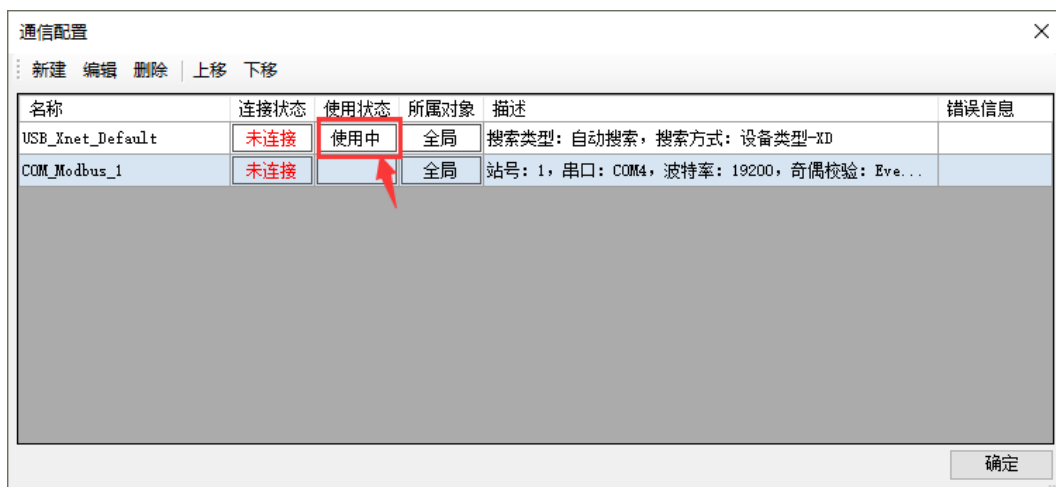 通信配置
新建 编辑 删除 上移 下移
名称 连接状态 使用状态 所属对象 描述 错误信息
USB_Xnet_Default 未连接 使用中 全局 搜索类型: 自动搜索, 搜索方式: 设备类型-XD
COM_Modbus_1 未连接 全局 站号: 1, 串口: COM4, 波特率: 19200, 奇偶校验: Eve...
确定